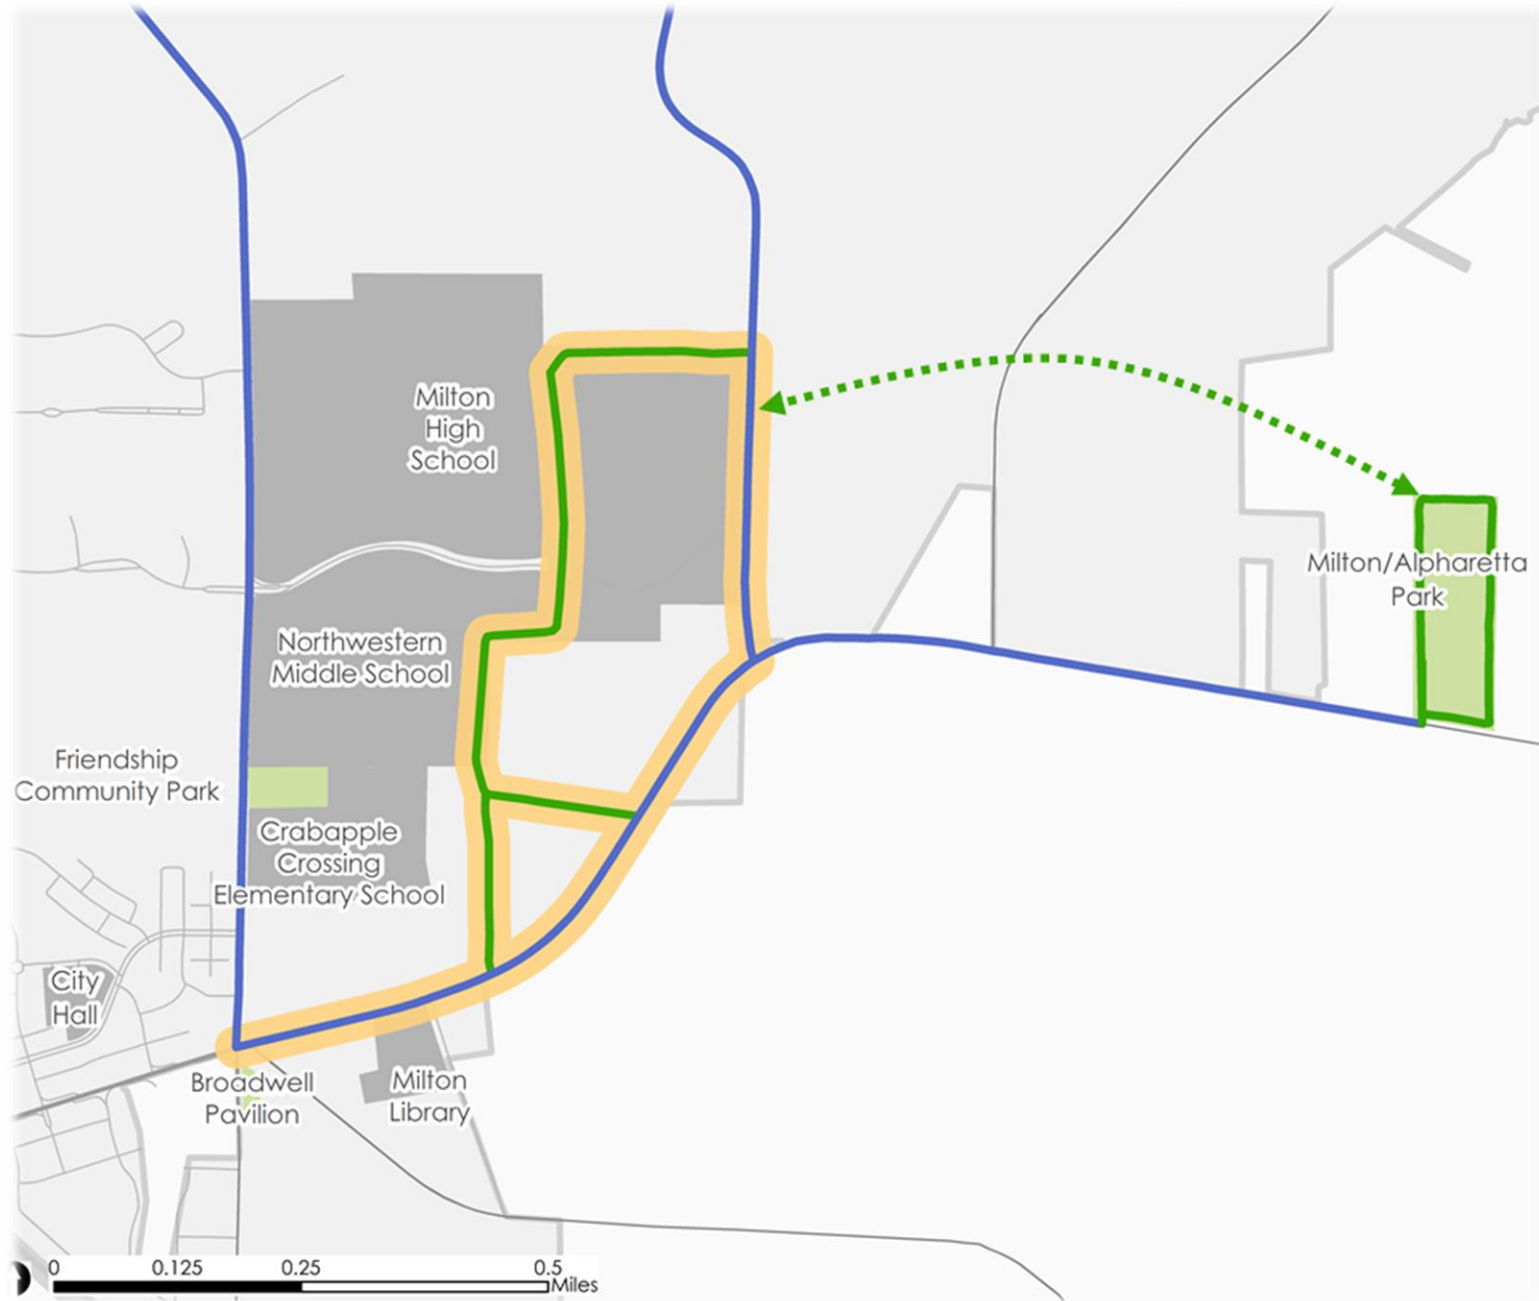 Milton
High
School
Milton/Alpharetta
Park
Northwestern
Middle School
Friendship
Community Park
Crabapple
Crossing
Elementary School
City
Hall
Broadwell
Pavilion
Milton
Library
0 0.125 0.25 0.5
Miles